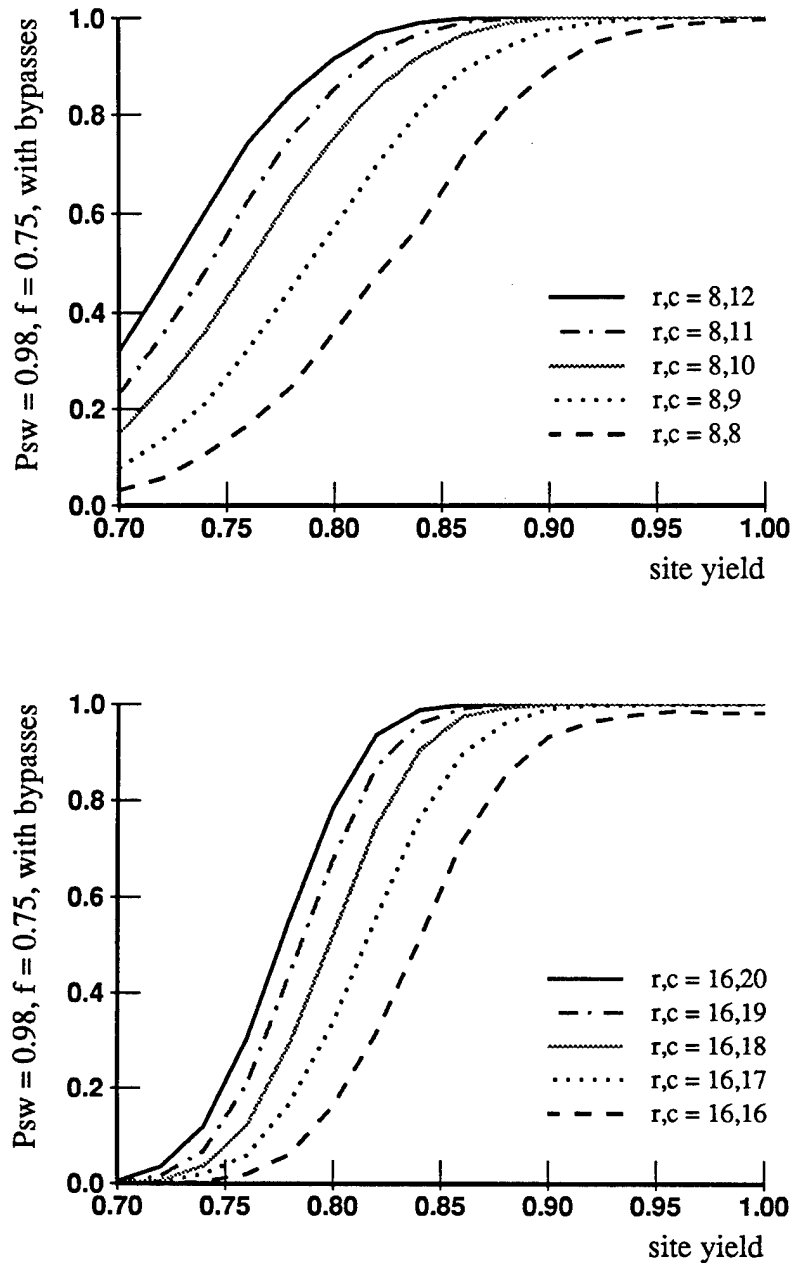 Psw = 0.98, f = 0.75, with bypasses
1.0
0.8
0.6
0.4
0.2
0.0
r,c = 8,12
r,c = 8,11
r,c = 8,10
r,c = 8,9
r,c = 8,8
0.70 0.75 0.80 0.85 0.90 0.95 1.00
site yield
Psw = 0.98, f = 0.75, with bypasses
1.0
0.8
0.6
0.4
0.2
0.0
r,c = 16,20
r,c = 16,19
r,c = 16,18
r,c = 16,17
r,c = 16,16
0.70 0.75 0.80 0.85 0.90 0.95 1.00
site yield